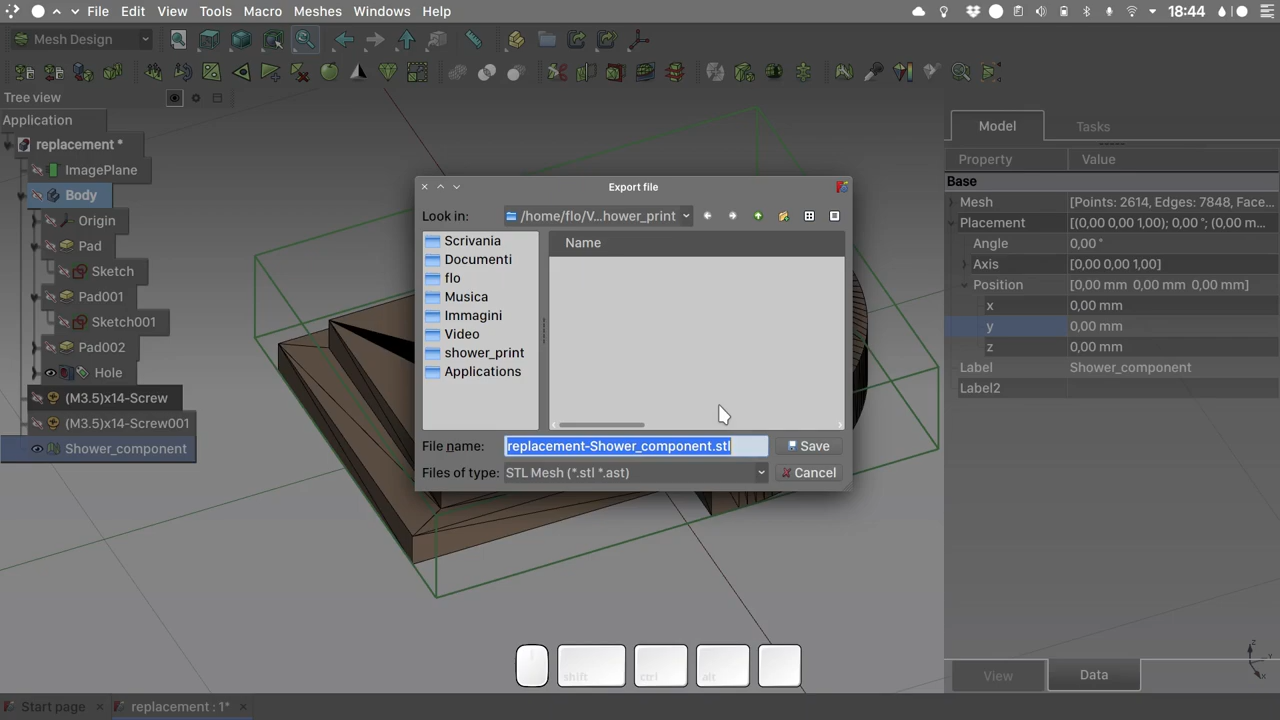 File Edit View Tools Macro Meshes Windows Help 18:44
Mesh Design
Tree view
Application
replacement *
ImagePlane
Body
Origin
Pad
Sketch
Pad001
Sketch001
Pad002
Hole
(M3.5)x14-Screw
(M3.5)x14-Screw001
Shower_component
Export file
Look in: /home/flo/V...hower_print
Scrivania
Documenti
flo
Musica
Immagini
Video
shower_print
Applications
Name
File name: replacement-Shower_component.stl Save
Files of type: STL Mesh (*.stl *.ast) Cancel
Model Tasks
Property Value
Base
Mesh [Points: 2614, Edges: 7848, Face...
Placement [(0,00 0,00 1,00); 0,00 °; (0,00 m...
Angle 0,00 °
Axis [0,00 0,00 1,00]
Position [0,00 mm 0,00 mm 0,00 mm]
x 0,00 mm
y 0,00 mm
z 0,00 mm
Label Shower_component
Label2
shift ctrl alt
View Data
Start page replacement : 1*